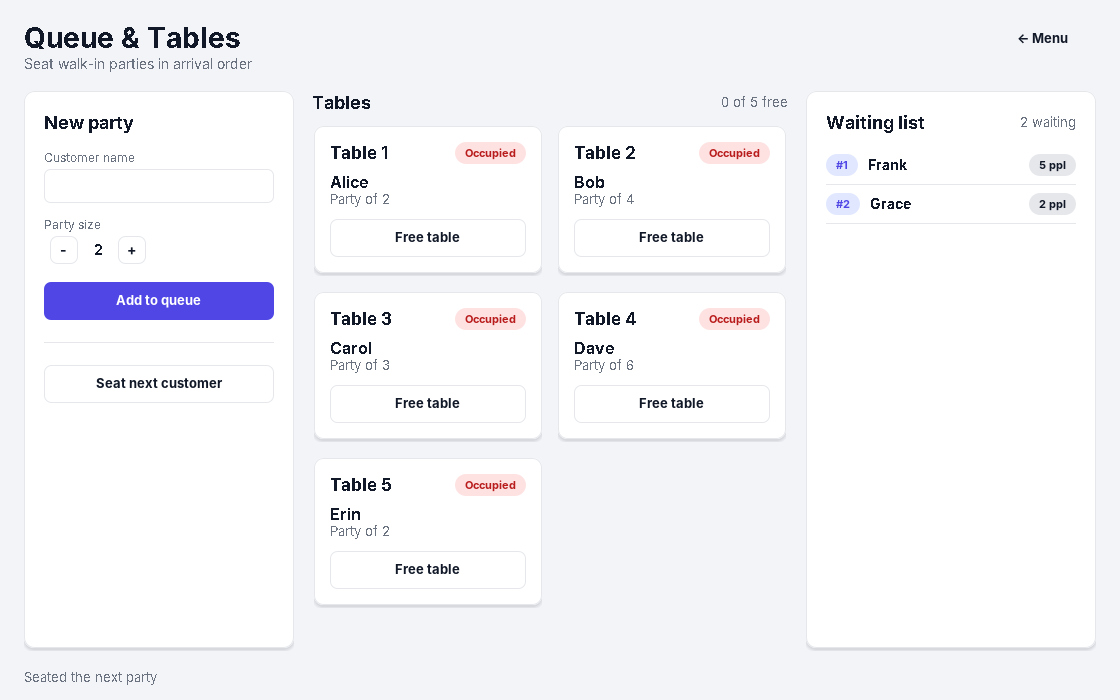 Queue & Tables
← Menu
Seat walk-in parties in arrival order
New party
Customer name
Party size
- 2 +
Add to queue
Seat next customer
Tables
0 of 5 free
Table 1
Occupied
Alice
Party of 2
Free table
Table 2
Occupied
Bob
Party of 4
Free table
Table 3
Occupied
Carol
Party of 3
Free table
Table 4
Occupied
Dave
Party of 6
Free table
Table 5
Occupied
Erin
Party of 2
Free table
Waiting list
2 waiting
#1 Frank 5 ppl
#2 Grace 2 ppl
Seated the next party